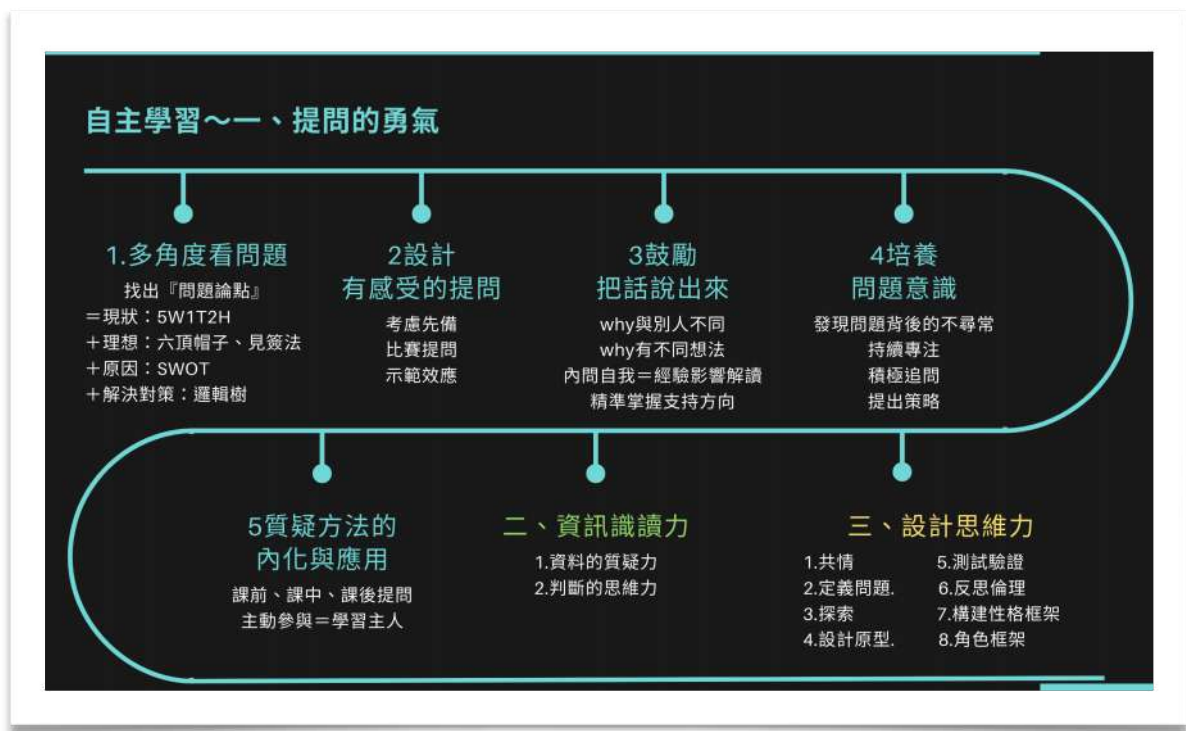 自主學習～一、提問的勇氣
1.多角度看問題
找出『問題論點』
＝現狀：5W1T2H
＋理想：六頂帽子、見簽法
＋原因：SWOT
＋解決對策：邏輯樹
2設計
有感受的提問
考慮先備
比賽提問
示範效應
3鼓勵
把話說出來
why與別人不同
why有不同想法
內問自我＝經驗影響解讀
精準掌握支持方向
4培養
問題意識
發現問題背後的不尋常
持續專注
積極追問
提出策略
5質疑方法的
內化與應用
課前、課中、課後提問
主動參與＝學習主人
二、資訊識讀力
1.資料的質疑力
2.判斷的思維力
三、設計思維力
1.共情
2.定義問題.
3.探索
4.設計原型.
5.測試驗證
6.反思倫理
7.構建性格框架
8.角色框架